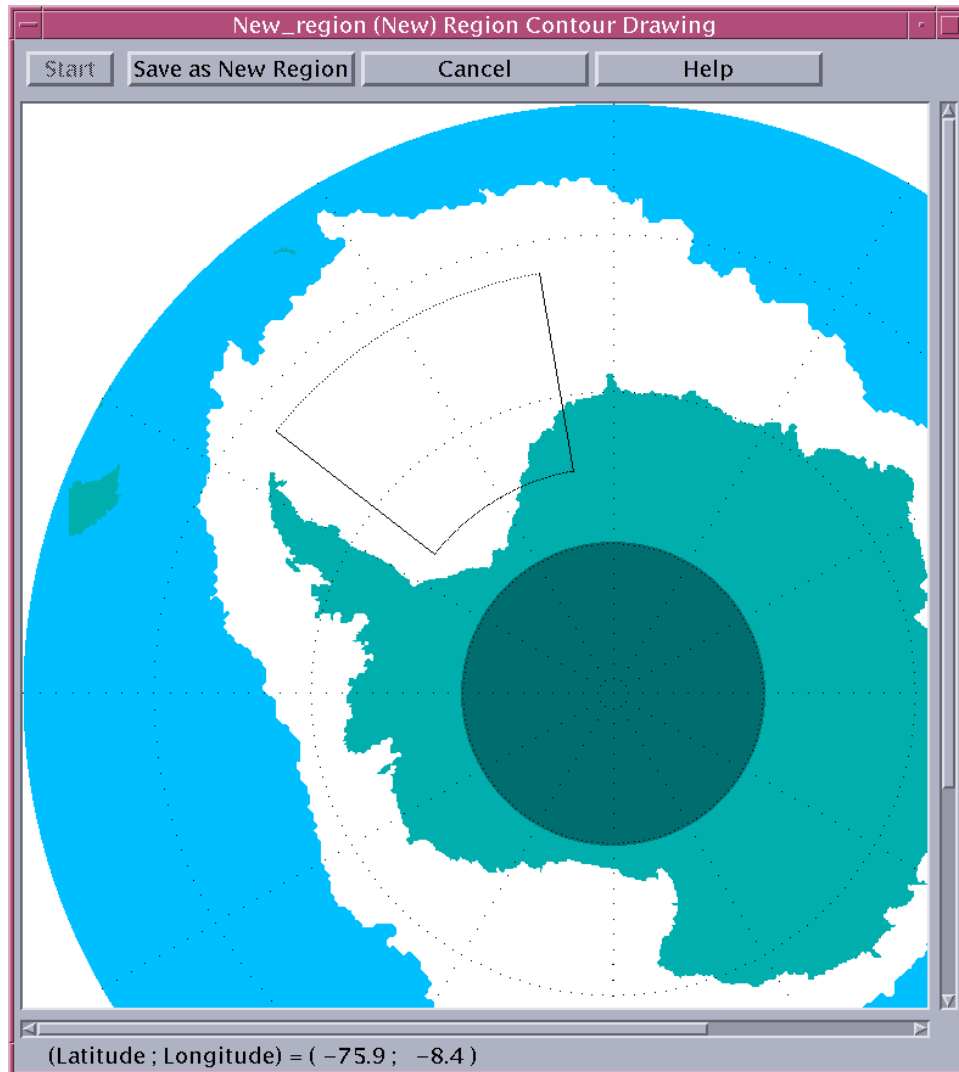 New_region (New) Region Contour Drawing
Start Save as New Region Cancel Help
(Latitude ; Longitude) = ( −75.9 ; −8.4 )